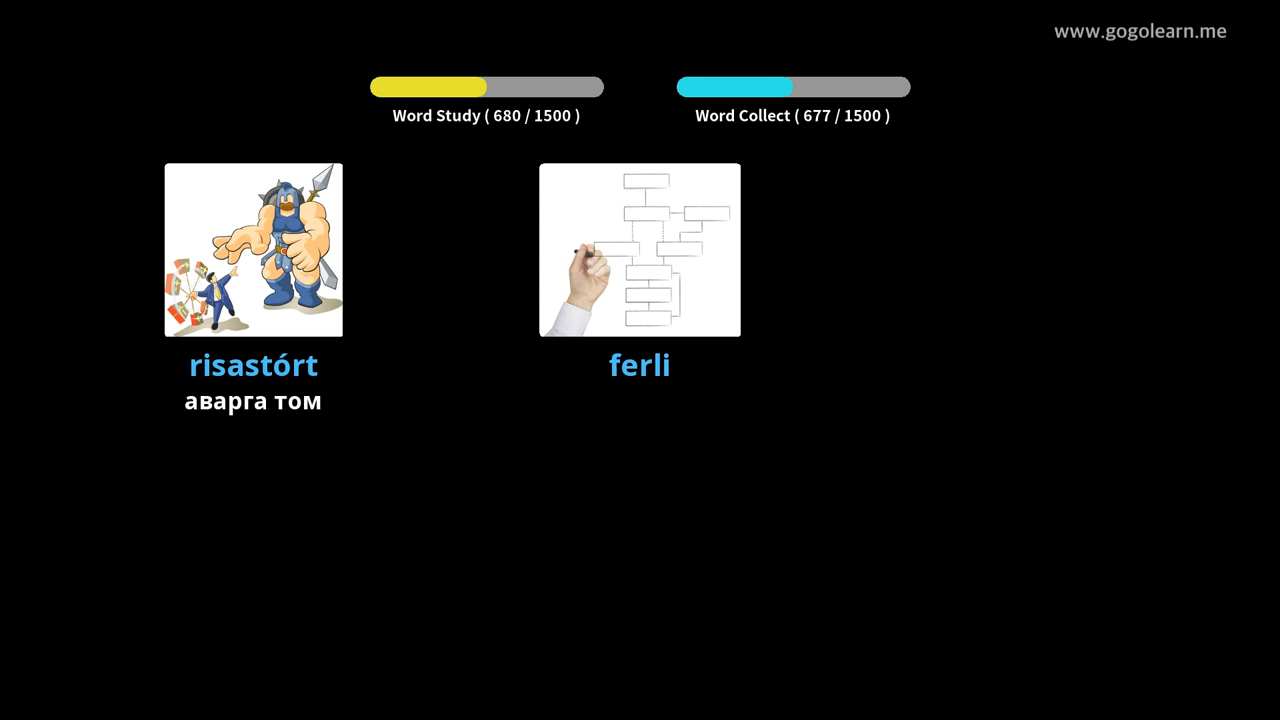 www.gogolearn.me
Word Study ( 680 / 1500 )
Word Collect ( 677 / 1500 )
risastórt
аварга том
ferli